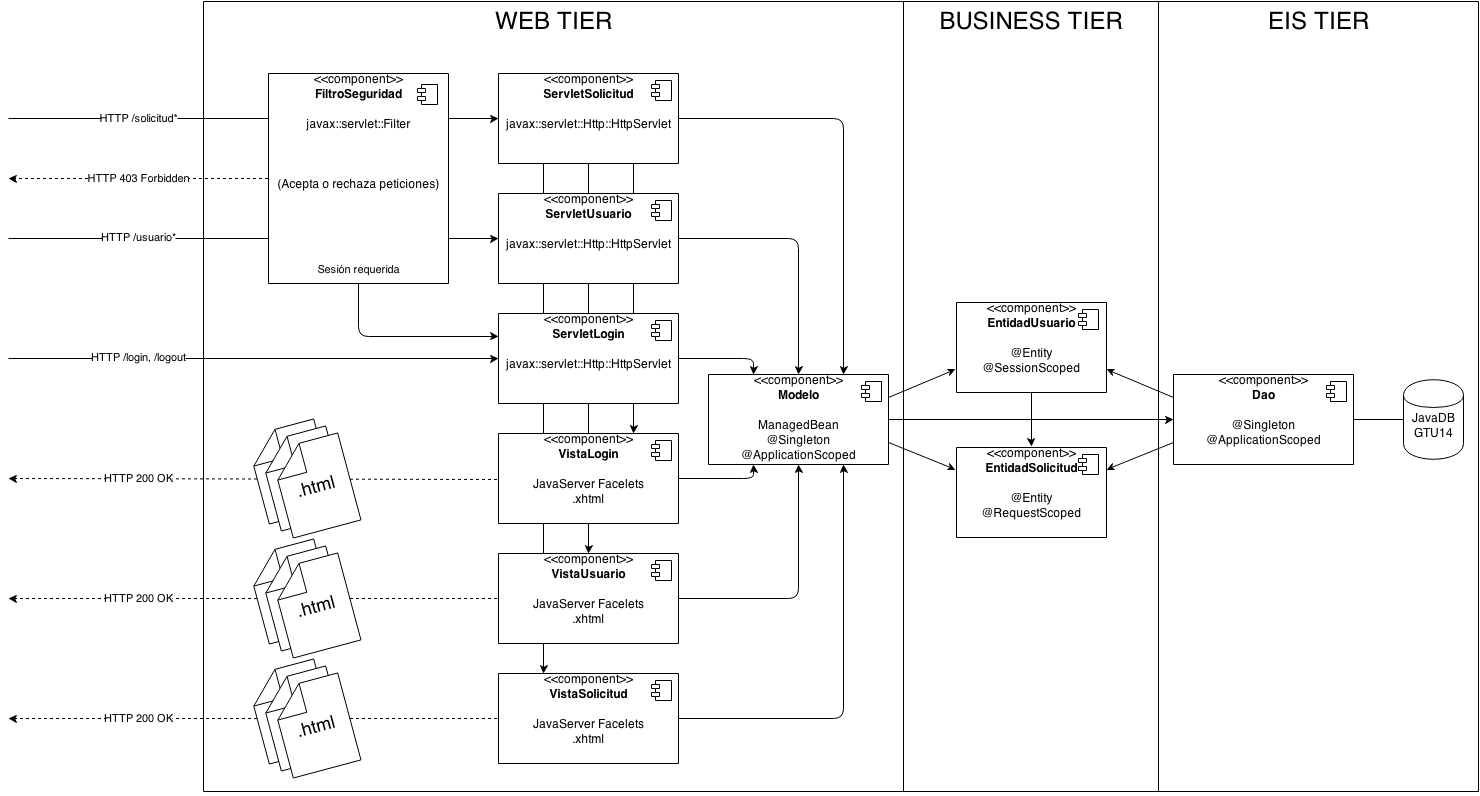 WEB TIER
BUSINESS TIER
EIS TIER
<<component>>
FiltroSeguridad
javax::servlet::Filter
(Acepta o rechaza peticiones)
Sesión requerida
<<component>>
ServletSolicitud
javax::servlet::Http::HttpServlet
HTTP /solicitud*
HTTP 403 Forbidden
HTTP /usuario*
<<component>>
ServletUsuario
javax::servlet::Http::HttpServlet
HTTP /login, /logout
<<component>>
ServletLogin
javax::servlet::Http::HttpServlet
<<component>>
Modelo
ManagedBean
@Singleton
@ApplicationScoped
<<component>>
EntidadUsuario
@Entity
@SessionScoped
<<component>>
EntidadSolicitud
@Entity
@RequestScoped
<<component>>
Dao
@Singleton
@ApplicationScoped
JavaDB
GTU14
HTTP 200 OK
.html
<<component>>
VistaLogin
JavaServer Facelets
.xhtml
HTTP 200 OK
.html
<<component>>
VistaUsuario
JavaServer Facelets
.xhtml
HTTP 200 OK
.html
<<component>>
VistaSolicitud
JavaServer Facelets
.xhtml